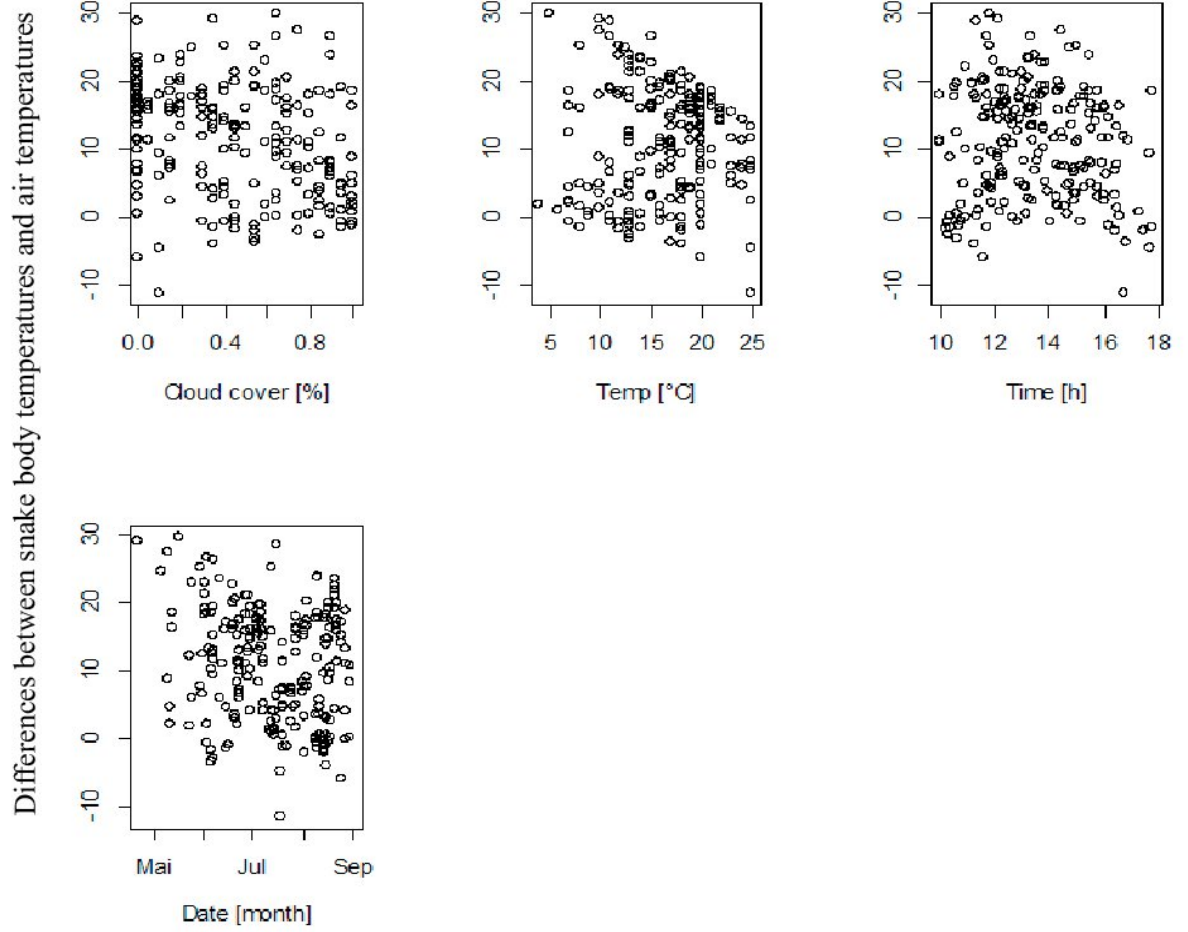 Differences between snake body temperatures and air temperatures
30
20
10
0
-10
0.0 0.4 0.8
Cloud cover [%]
30
20
10
0
-10
5 10 15 20 25
Temp [°C]
30
20
10
0
-10
10 12 14 16 18
Time [h]
30
20
10
0
-10
Mai Jul Sep
Date [month]